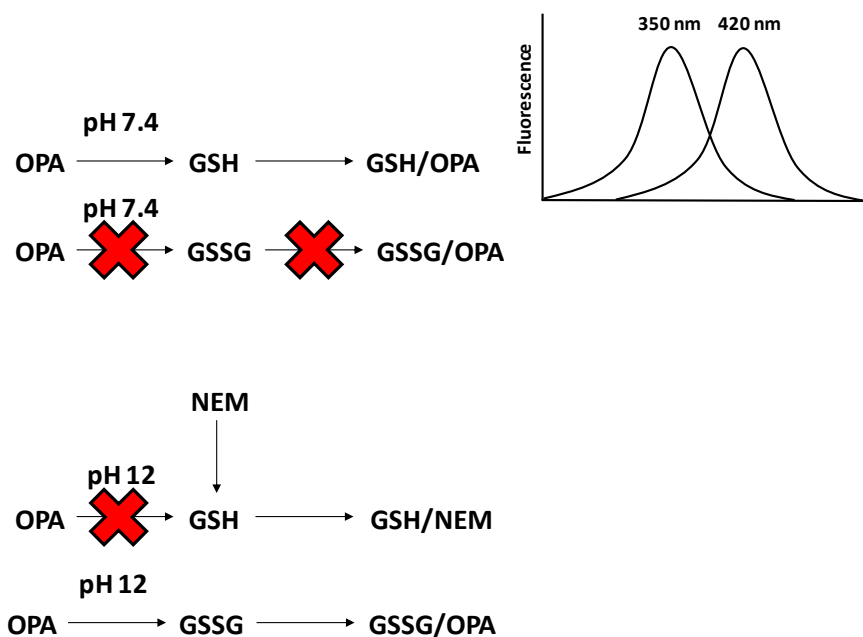 350 nm 420 nm
Fluorescence
pH 7.4
OPA GSH GSH/OPA
pH 7.4
OPA GSSG GSSG/OPA
NEM
pH 12
OPA GSH GSH/NEM
pH 12
OPA GSSG GSSG/OPA